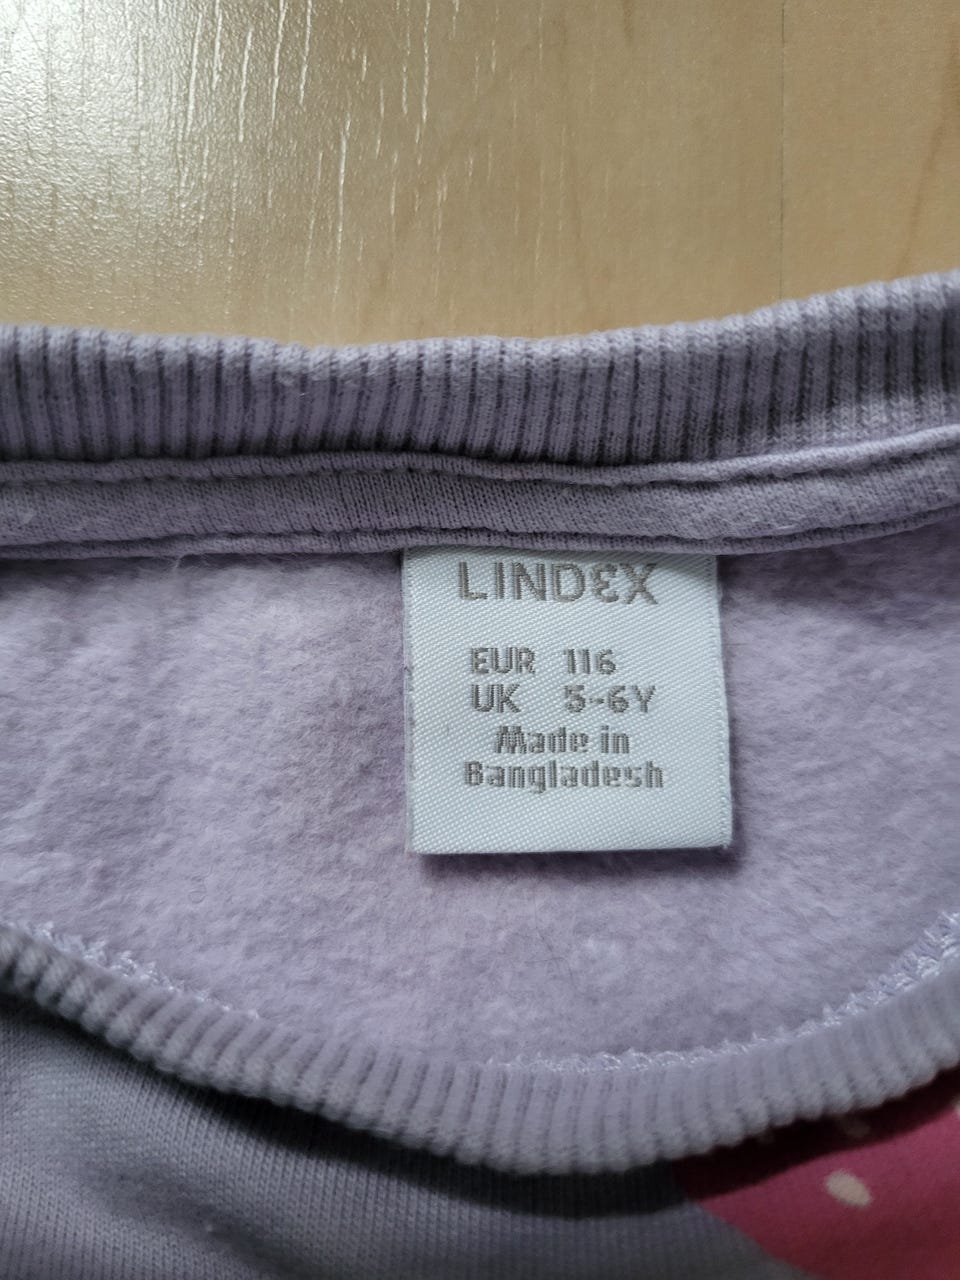 LINDEX
EUR 116
UK 5-6Y
Made in
Bangladesh